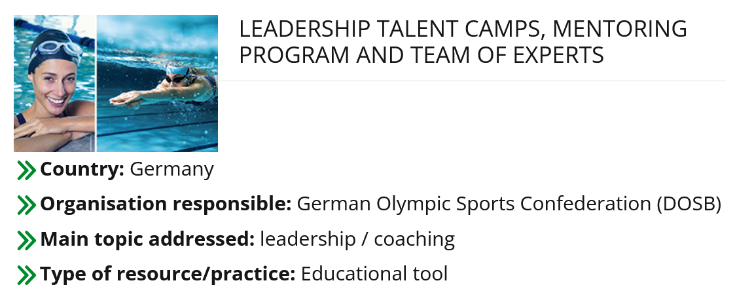 LEADERSHIP TALENT CAMPS, MENTORING
PROGRAM AND TEAM OF EXPERTS
Country: Germany
Organisation responsible: German Olympic Sports Confederation (DOSB)
Main topic addressed: leadership / coaching
Type of resource/practice: Educational tool